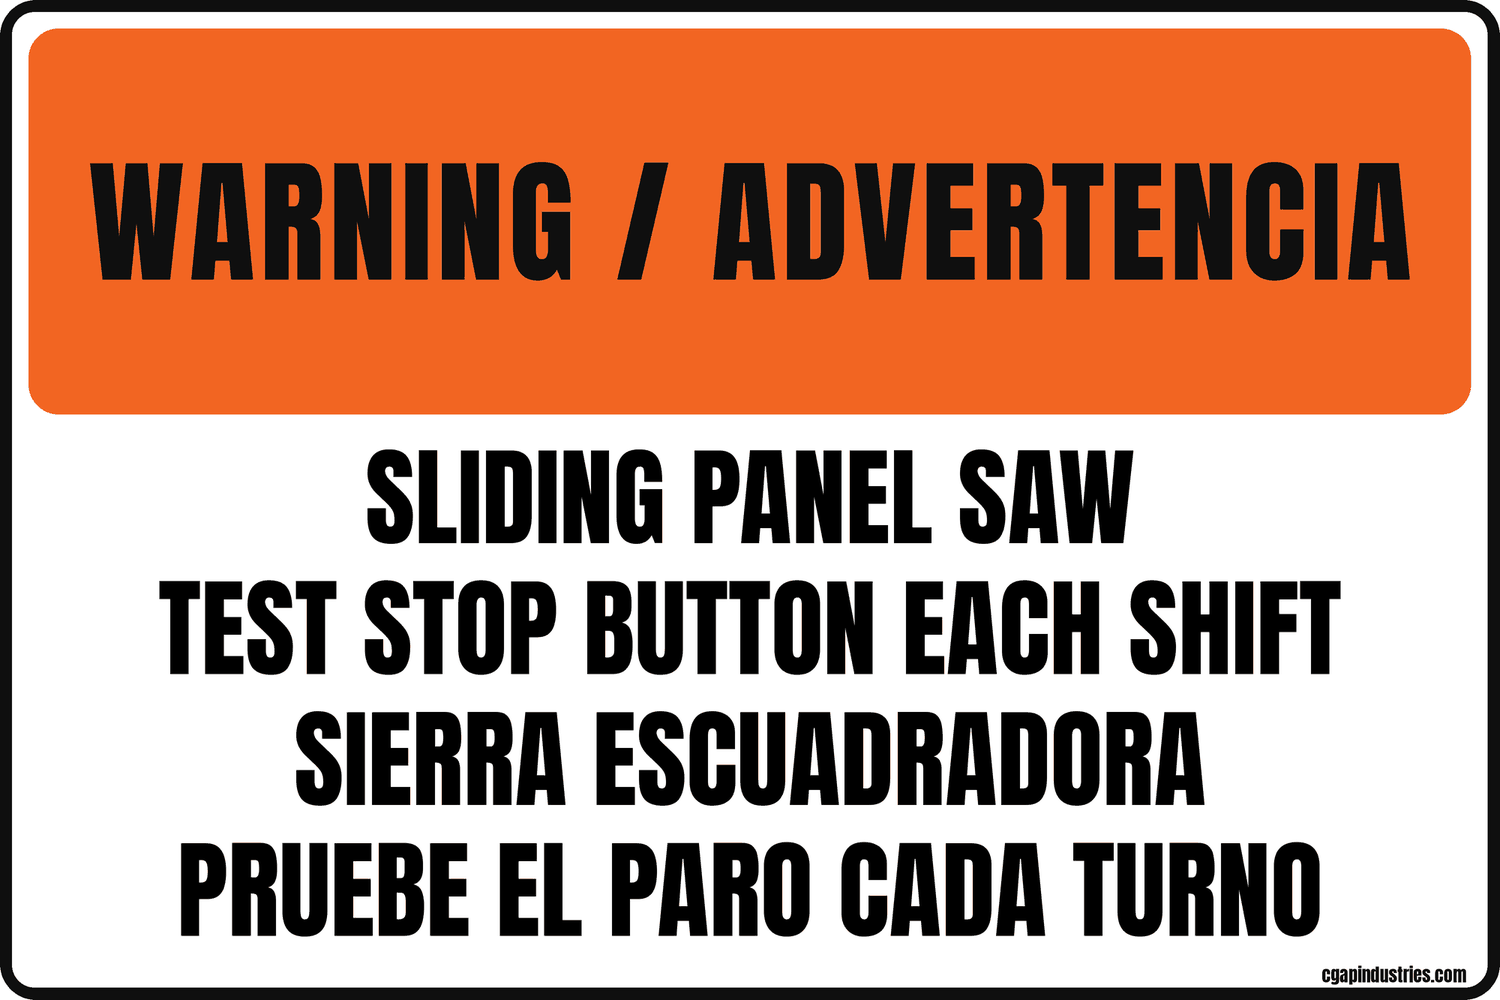 WARNING / ADVERTENCIA
SLIDING PANEL SAW
TEST STOP BUTTON EACH SHIFT
SIERRA ESCUADRADORA
PRUEBE EL PARO CADA TURNO
cgapindustries.com